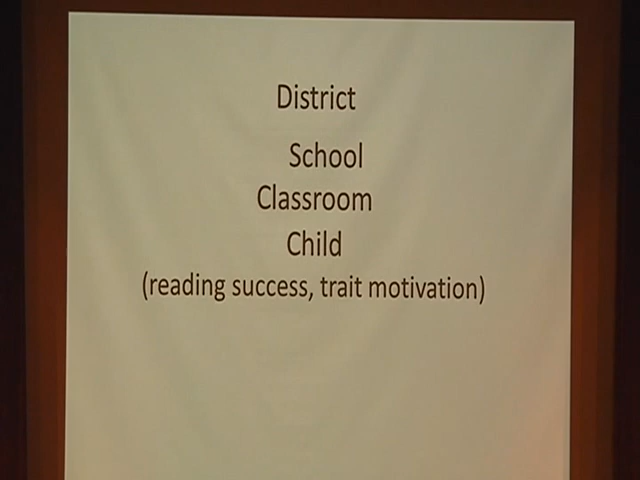 District
School
Classroom
Child
(reading success, trait motivation)